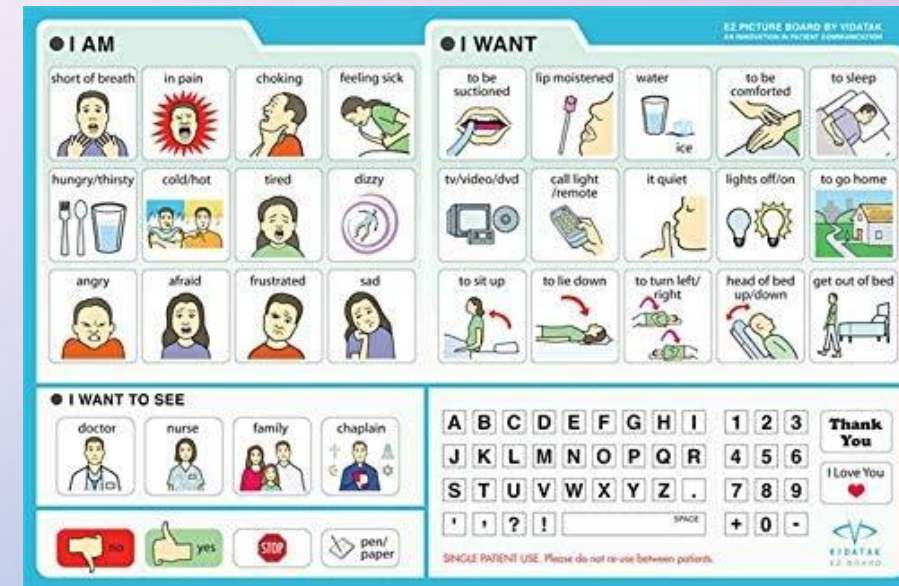 I AM
short of breath
in pain
choking
feeling sick
hungry/thirsty
cold/hot
tired
dizzy
angry
afraid
frustrated
sad
I WANT
EZ PICTURE BOARD BY VIDATAK
AN INNOVATION IN PATIENT COMMUNICATION
to be
suctioned
lip moistened
water
ice
to be
comforted
to sleep
tv/video/dvd
call light
/remote
it quiet
lights off/on
to go home
to sit up
to lie down
to turn left/
right
head of bed
up/down
get out of bed
I WANT TO SEE
doctor
nurse
family
chaplain
no
yes
STOP
pen/
paper
A B C D E F G H I
J K L M N O P Q R
S T U V W X Y Z .
' , ? ! SPACE
1 2 3
4 5 6
7 8 9
+ 0 -
Thank
You
I Love You
VIDATAK
EZ BOARD
SINGLE PATIENT USE. Please do not re-use between patients.